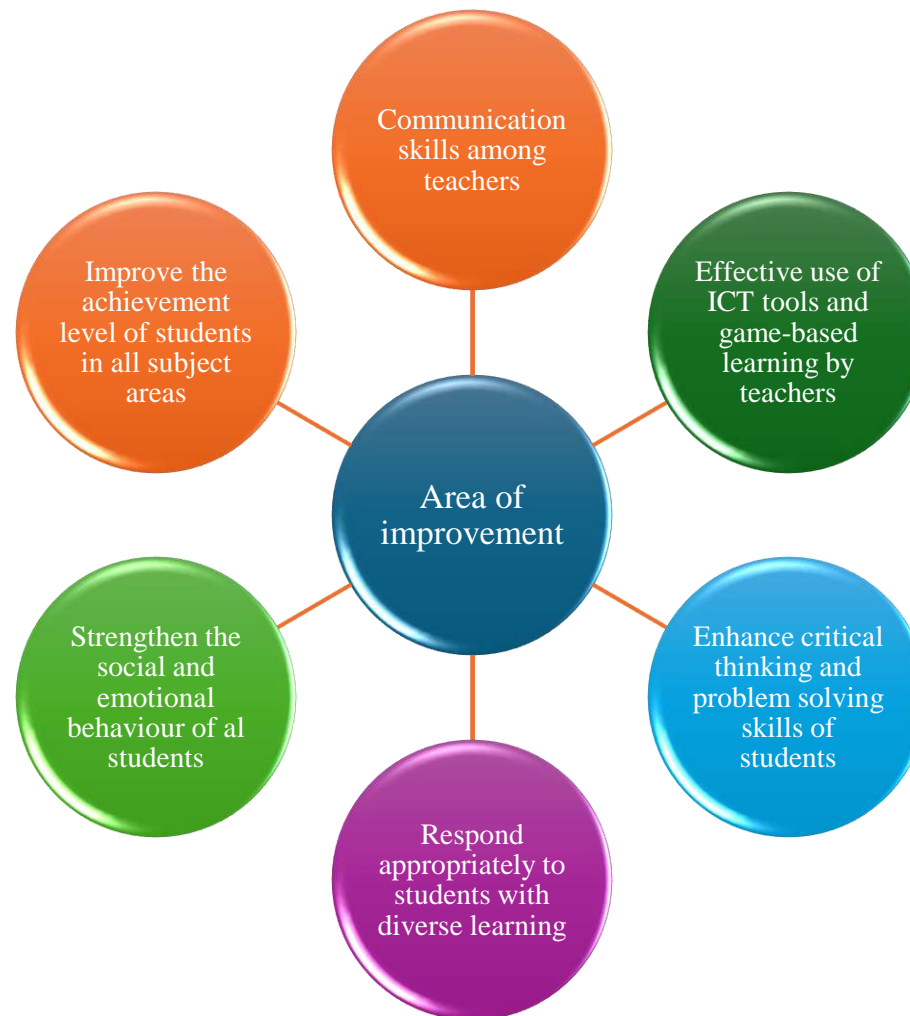 Communication
skills among
teachers
Effective use of
ICT tools and
game-based
learning by
teachers
Enhance critical
thinking and
problem solving
skills of
students
Respond
appropriately to
students with
diverse learning
Strengthen the
social and
emotional
behaviour of al
students
Improve the
achievement
level of students
in all subject
areas
Area of
improvement